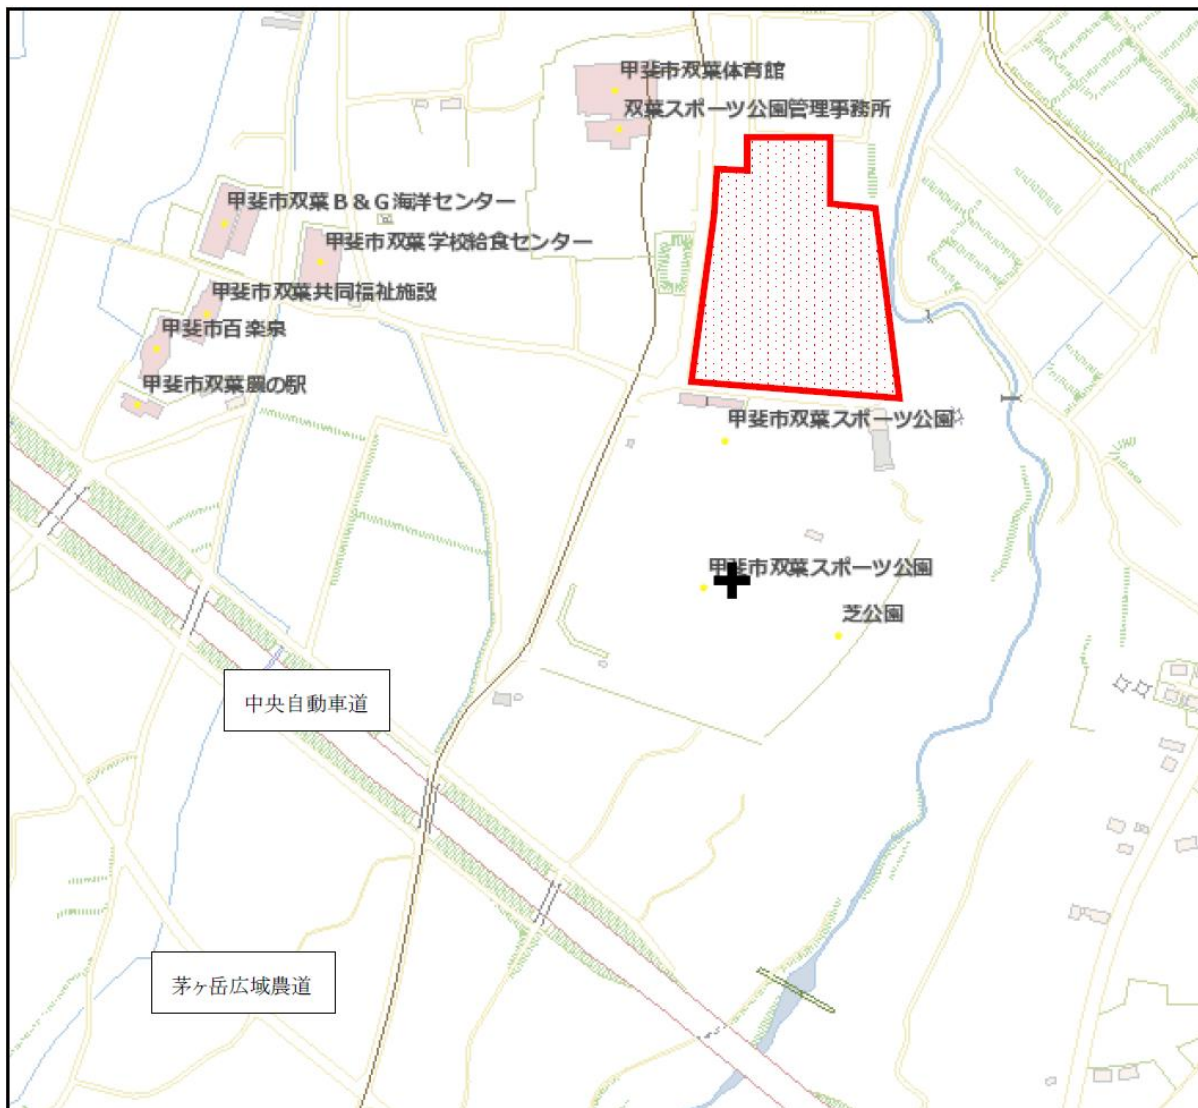 甲斐市双葉体育館
双葉スポーツ公園管理事務所
甲斐市双葉B&G海洋センター
甲斐市双葉学校給食センター
甲斐市双葉共同福祉施設
甲斐市百楽泉
甲斐市双葉農の駅
甲斐市双葉スポーツ公園
甲斐市双葉スポーツ公園
芝公園
中央自動車道
茅ヶ岳広域農道